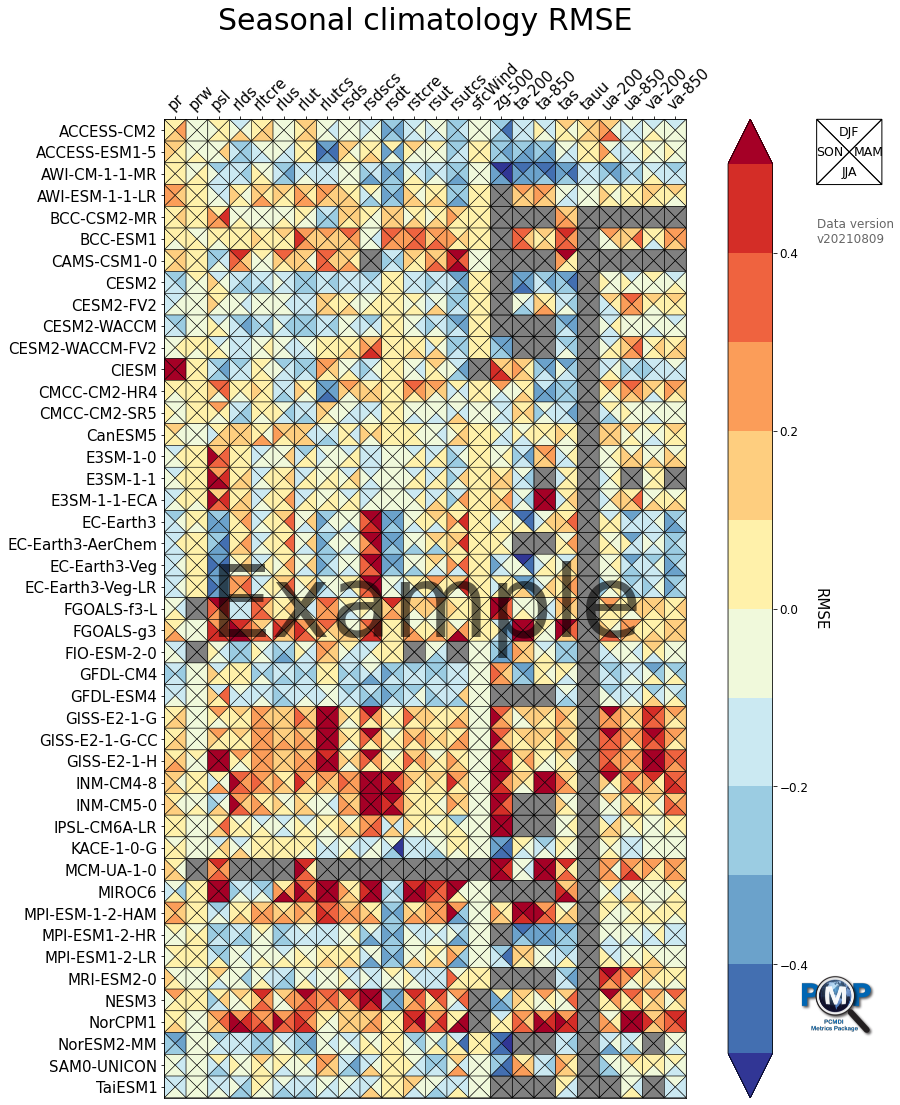 Seasonal climatology RMSE
pr prw psl rlds rltcre rlus rlut rlutcs rsds rsdscs rsdt rstcre rsut rsutcs sfcWind zg-500 ta-200 ta-850 tas tauu ua-200 ua-850 va-200 va-850
ACCESS-CM2
ACCESS-ESM1-5
AWI-CM-1-1-MR
AWI-ESM-1-1-LR
BCC-CSM2-MR
BCC-ESM1
CAMS-CSM1-0
CESM2
CESM2-FV2
CESM2-WACCM
CESM2-WACCM-FV2
CIESM
CMCC-CM2-HR4
CMCC-CM2-SR5
CanESM5
E3SM-1-0
E3SM-1-1
E3SM-1-1-ECA
EC-Earth3
EC-Earth3-AerChem
EC-Earth3-Veg
EC-Earth3-Veg-LR
FGOALS-f3-L
FGOALS-g3
FIO-ESM-2-0
GFDL-CM4
GFDL-ESM4
GISS-E2-1-G
GISS-E2-1-G-CC
GISS-E2-1-H
INM-CM4-8
INM-CM5-0
IPSL-CM6A-LR
KACE-1-0-G
MCM-UA-1-0
MIROC6
MPI-ESM-1-2-HAM
MPI-ESM1-2-HR
MPI-ESM1-2-LR
MRI-ESM2-0
NESM3
NorCPM1
NorESM2-MM
SAM0-UNICON
TaiESM1
Example
0.4
0.2
0.0
−0.2
−0.4
RMSE
DJF
SON MAM
JJA
Data version
v20210809
PMP
PCMDI
Metrics Package